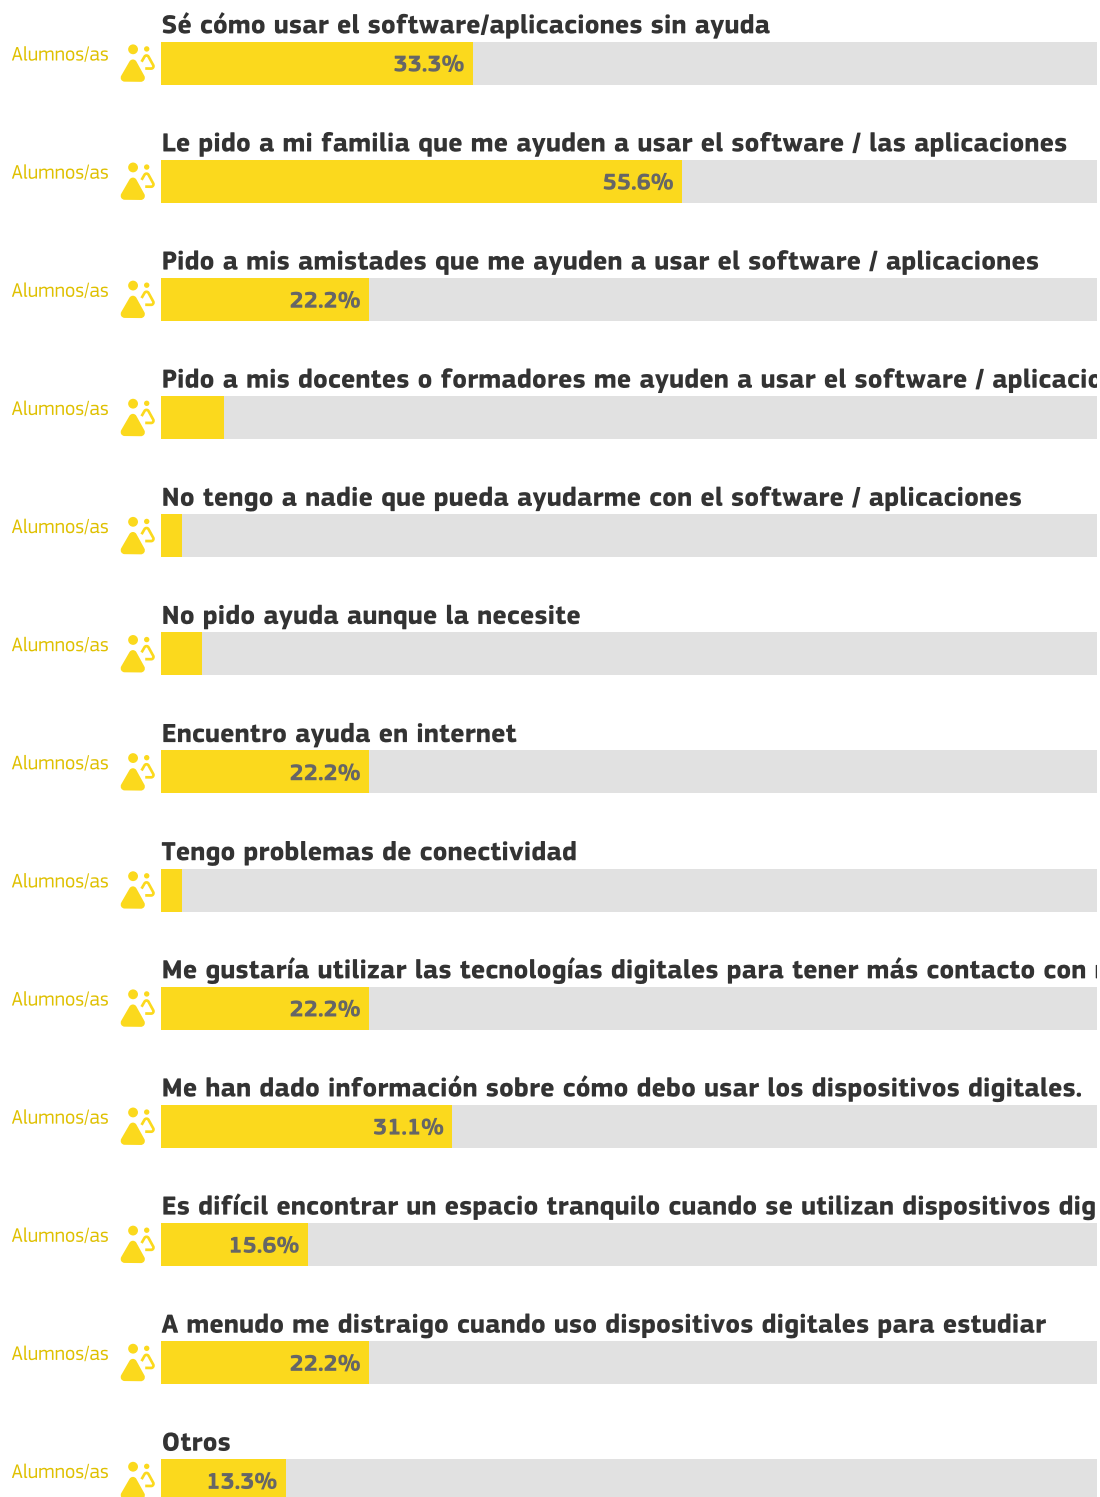 Sé cómo usar el software/aplicaciones sin ayuda
Alumnos/as
33.3%
Le pido a mi familia que me ayuden a usar el software / las aplicaciones
Alumnos/as
55.6%
Pido a mis amistades que me ayuden a usar el software / aplicaciones
Alumnos/as
22.2%
Pido a mis docentes o formadores me ayuden a usar el software /
Alumnos/as
No tengo a nadie que pueda ayudarme con el software / aplicaciones
Alumnos/as
No pido ayuda aunque la necesite
Alumnos/as
Encuentro ayuda en internet
Alumnos/as
22.2%
Tengo problemas de conectividad
Alumnos/as
Me gustaría utilizar las tecnologías digitales para tener más contacto con
Alumnos/as
22.2%
Me han dado información sobre cómo debo usar los dispositivos digitales.
Alumnos/as
31.1%
Es difícil encontrar un espacio tranquilo cuando se utilizan dispositivos
Alumnos/as
15.6%
A menudo me distraigo cuando uso dispositivos digitales para estudiar
Alumnos/as
22.2%
Otros
Alumnos/as
13.3%